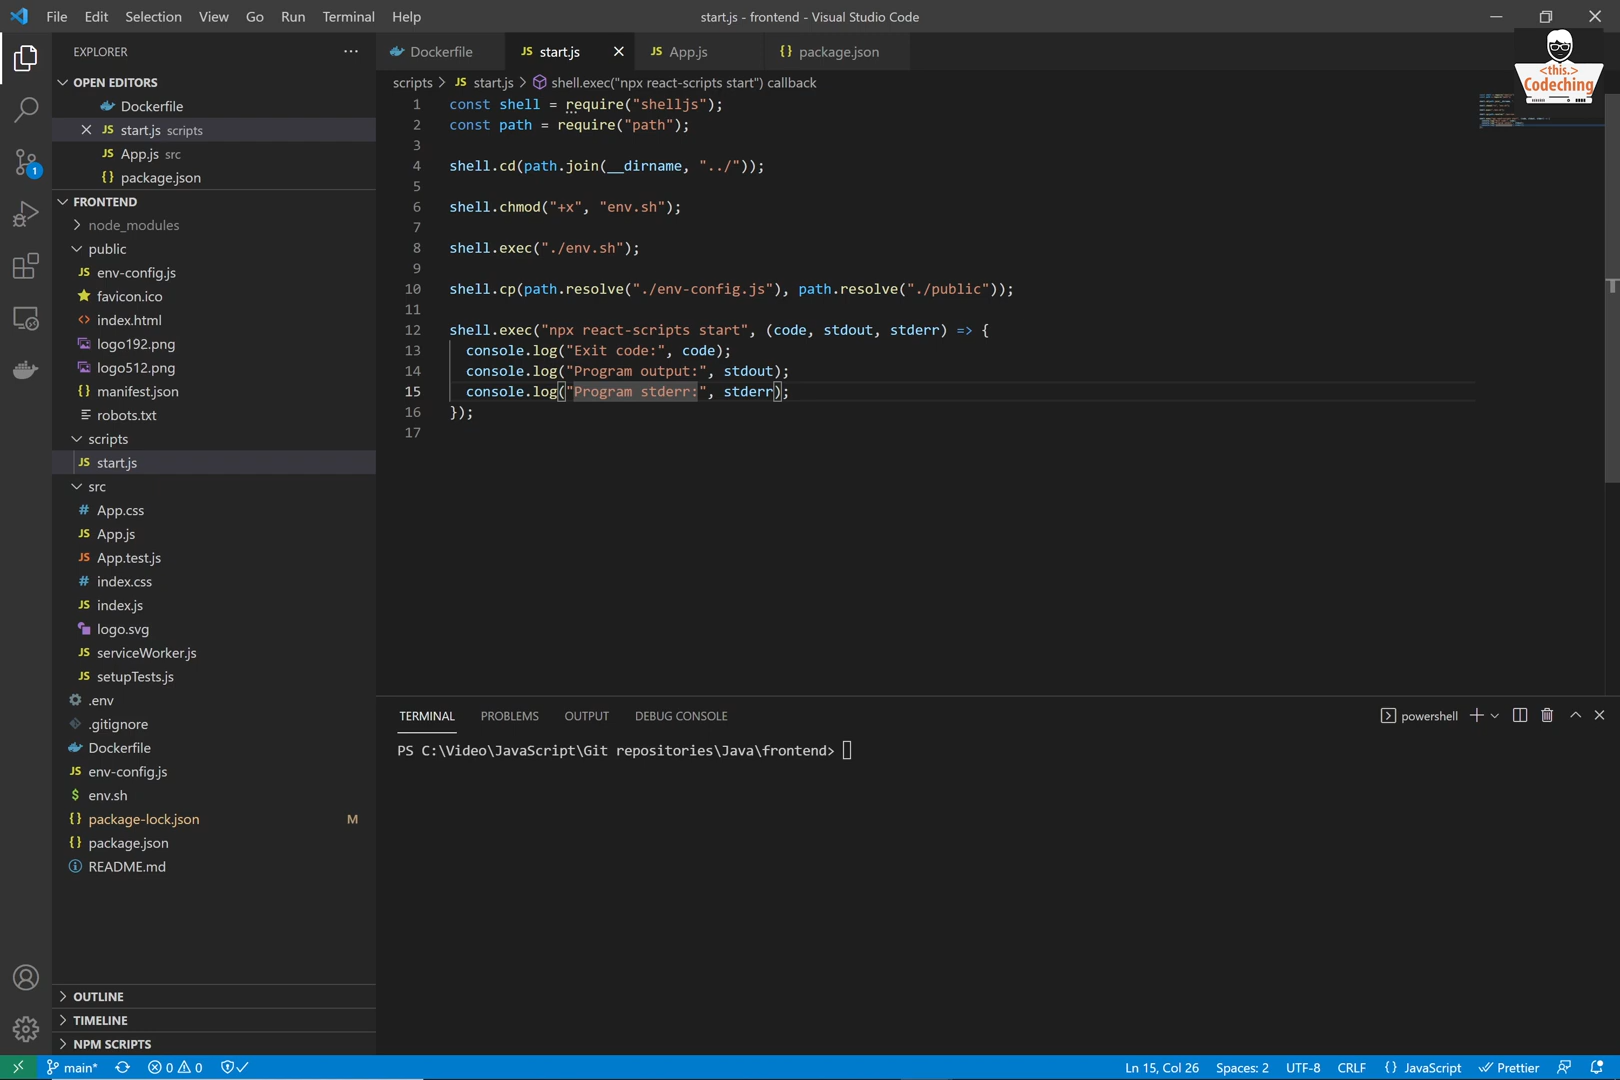 File Edit Selection View Go Run Terminal Help
start.js - frontend - Visual Studio Code
<this.>
Codeching
EXPLORER
OPEN EDITORS
Dockerfile
JS start.js scripts
JS App.js src
{} package.json
FRONTEND
node_modules
public
JS env-config.js
favicon.ico
<> index.html
logo192.png
logo512.png
{} manifest.json
robots.txt
scripts
JS start.js
src
# App.css
JS App.js
JS App.test.js
# index.css
JS index.js
logo.svg
JS serviceWorker.js
JS setupTests.js
.env
.gitignore
Dockerfile
JS env-config.js
$ env.sh
{} package-lock.json M
{} package.json
README.md
OUTLINE
TIMELINE
NPM SCRIPTS
Dockerfile
JS start.js
JS App.js
{} package.json
scripts > JS start.js > shell.exec("npx react-scripts start") callback
1 const shell = require("shelljs");
2 const path = require("path");
3
4 shell.cd(path.join(__dirname, "../"));
5
6 shell.chmod("+x", "env.sh");
7
8 shell.exec("./env.sh");
9
10 shell.cp(path.resolve("./env-config.js"), path.resolve("./public"));
11
12 shell.exec("npx react-scripts start", (code, stdout, stderr) => {
13 console.log("Exit code:", code);
14 console.log("Program output:", stdout);
15 console.log("Program stderr:", stderr);
16 });
17
TERMINAL PROBLEMS OUTPUT DEBUG CONSOLE
powershell
PS C:\Video\JavaScript\Git repositories\Java\frontend>
1
main* 0 0
Ln 15, Col 26 Spaces: 2 UTF-8 CRLF {} JavaScript Prettier